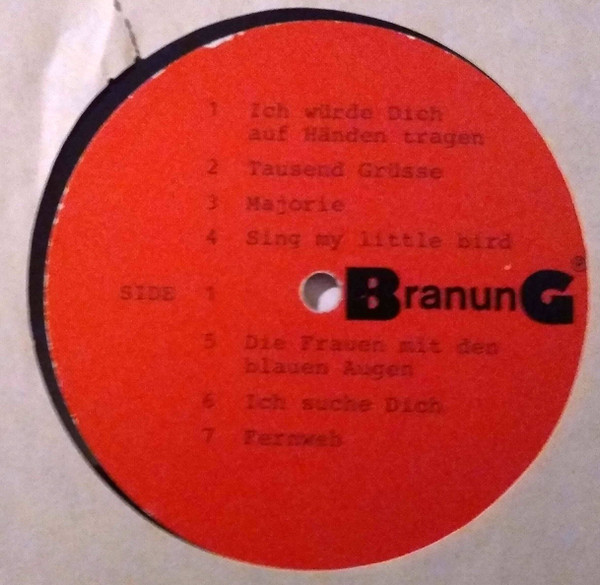 1 Ich würde Dich
auf Händen tragen
2 Tausend Grüsse
3 Majorie
4 Sing my little bird
SIDE 1
BranunG ®
5 Die Frauen mit den
blauen Augen
6 Ich suche Dich
7 Fernweh